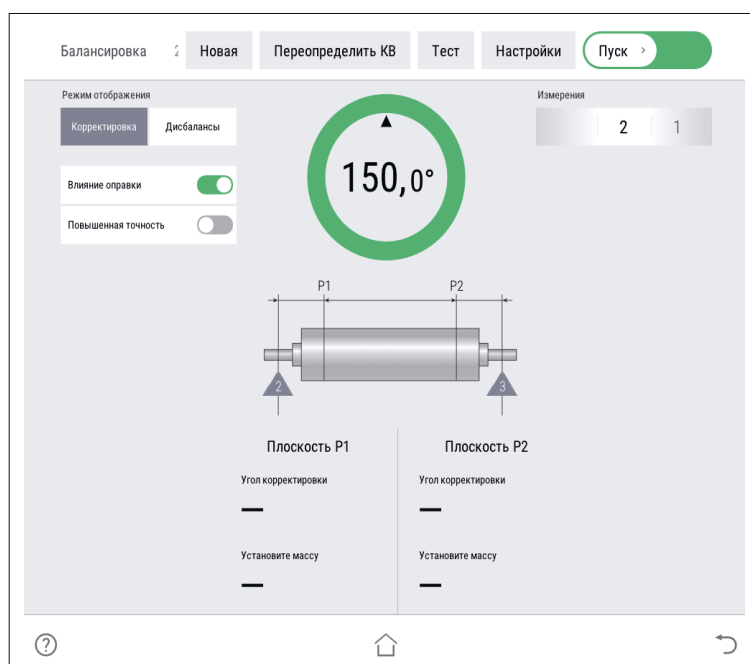 Балансировка 2 Новая Переопределить КВ Тест Настройки Пуск
Режим отображения
Корректировка Дисбалансы
Измерения
2 1
Влияние оправки
Повышенная точность
150,0°
P1 P2
2 3
Плоскость P1 Плоскость P2
Угол корректировки Угол корректировки
— —
Установите массу Установите массу
— —